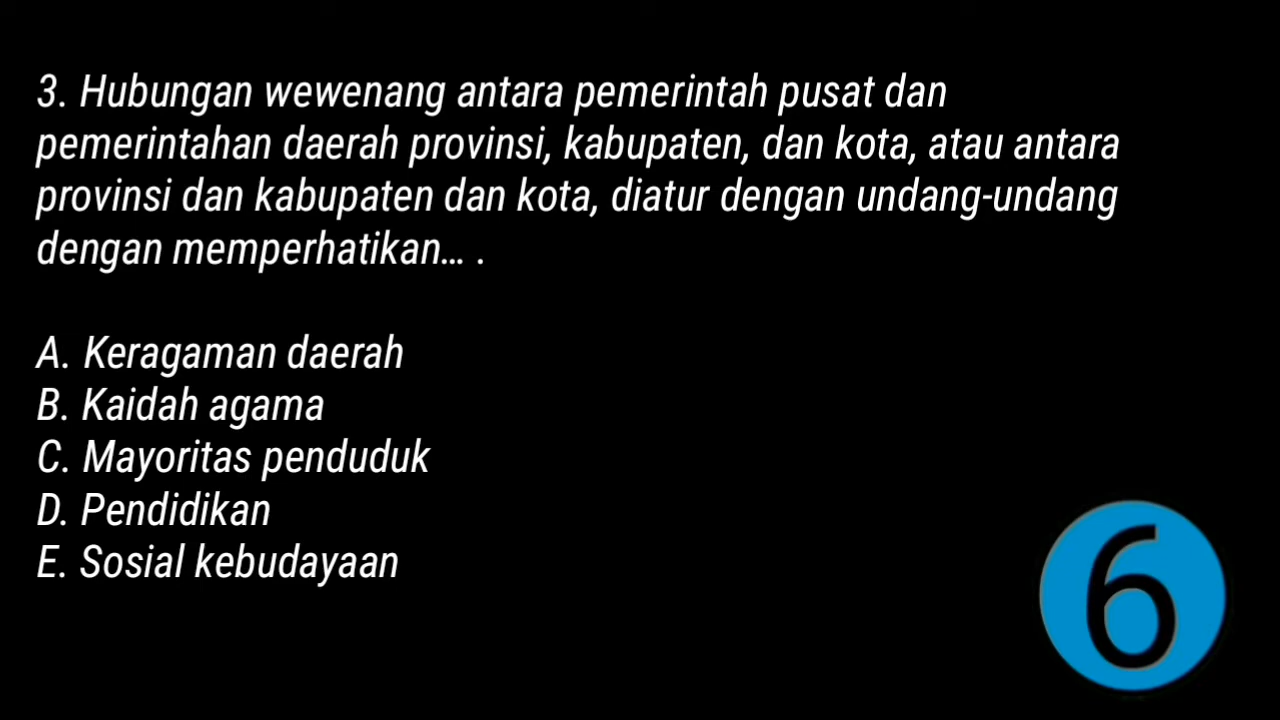 3. Hubungan wewenang antara pemerintah pusat dan
pemerintahan daerah provinsi, kabupaten, dan kota, atau antara
provinsi dan kabupaten dan kota, diatur dengan undang-undang
dengan memperhatikan... .
A. Keragaman daerah
B. Kaidah agama
C. Mayoritas penduduk
D. Pendidikan
E. Sosial kebudayaan
6